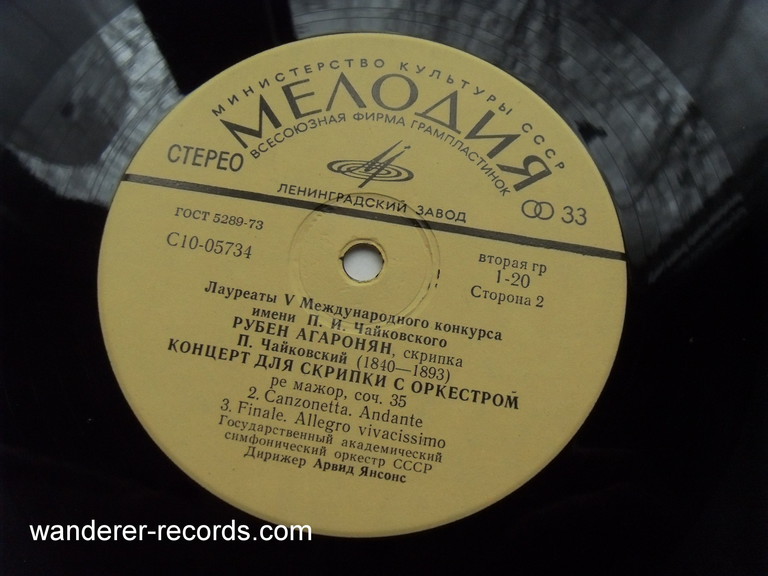 МИНИСТЕРСТВО КУЛЬТУРЫ СССР
МЕЛОДИЯ
ВСЕСОЮЗНАЯ ФИРМА ГРАМПЛАСТИНОК
СТЕРЕО
ЛЕНИНГРАДСКИЙ ЗАВОД
33
ГОСТ 5289-73
С10-05734
вторая гр
1-20
Сторона 2
Лауреаты V Международного конкурса
имени П. И. Чайковского
РУБЕН АГАРОНЯН, скрипка
П. Чайковский (1840—1893)
КОНЦЕРТ ДЛЯ СКРИПКИ С ОРКЕСТРОМ
ре мажор, соч. 35
2. Canzonetta. Andante
3. Finale. Allegro vivacissimo
Государственный академический
симфонический оркестр СССР
Дирижер Арвид Янсонс
wanderer-records.com